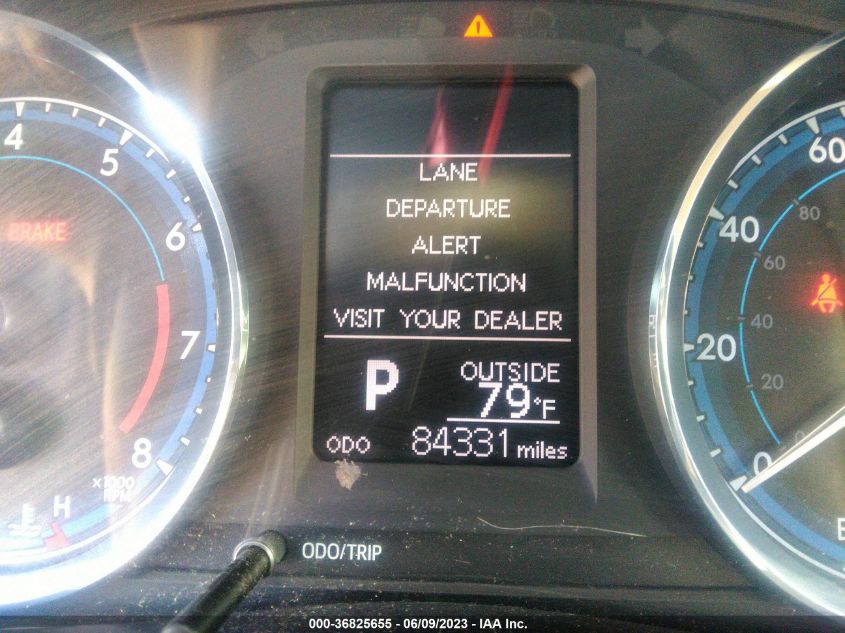 4
5
60
80
BRAKE
6
40
60
LANE
DEPARTURE
ALERT
MALFUNCTION
VISIT YOUR DEALER
7
20
40
20
P
OUTSIDE
79°F
ODO 84331 miles
8
0
0
x1000
RPM
H
E
ODO/TRIP
000-36825655 - 06/09/2023 - IAA Inc.